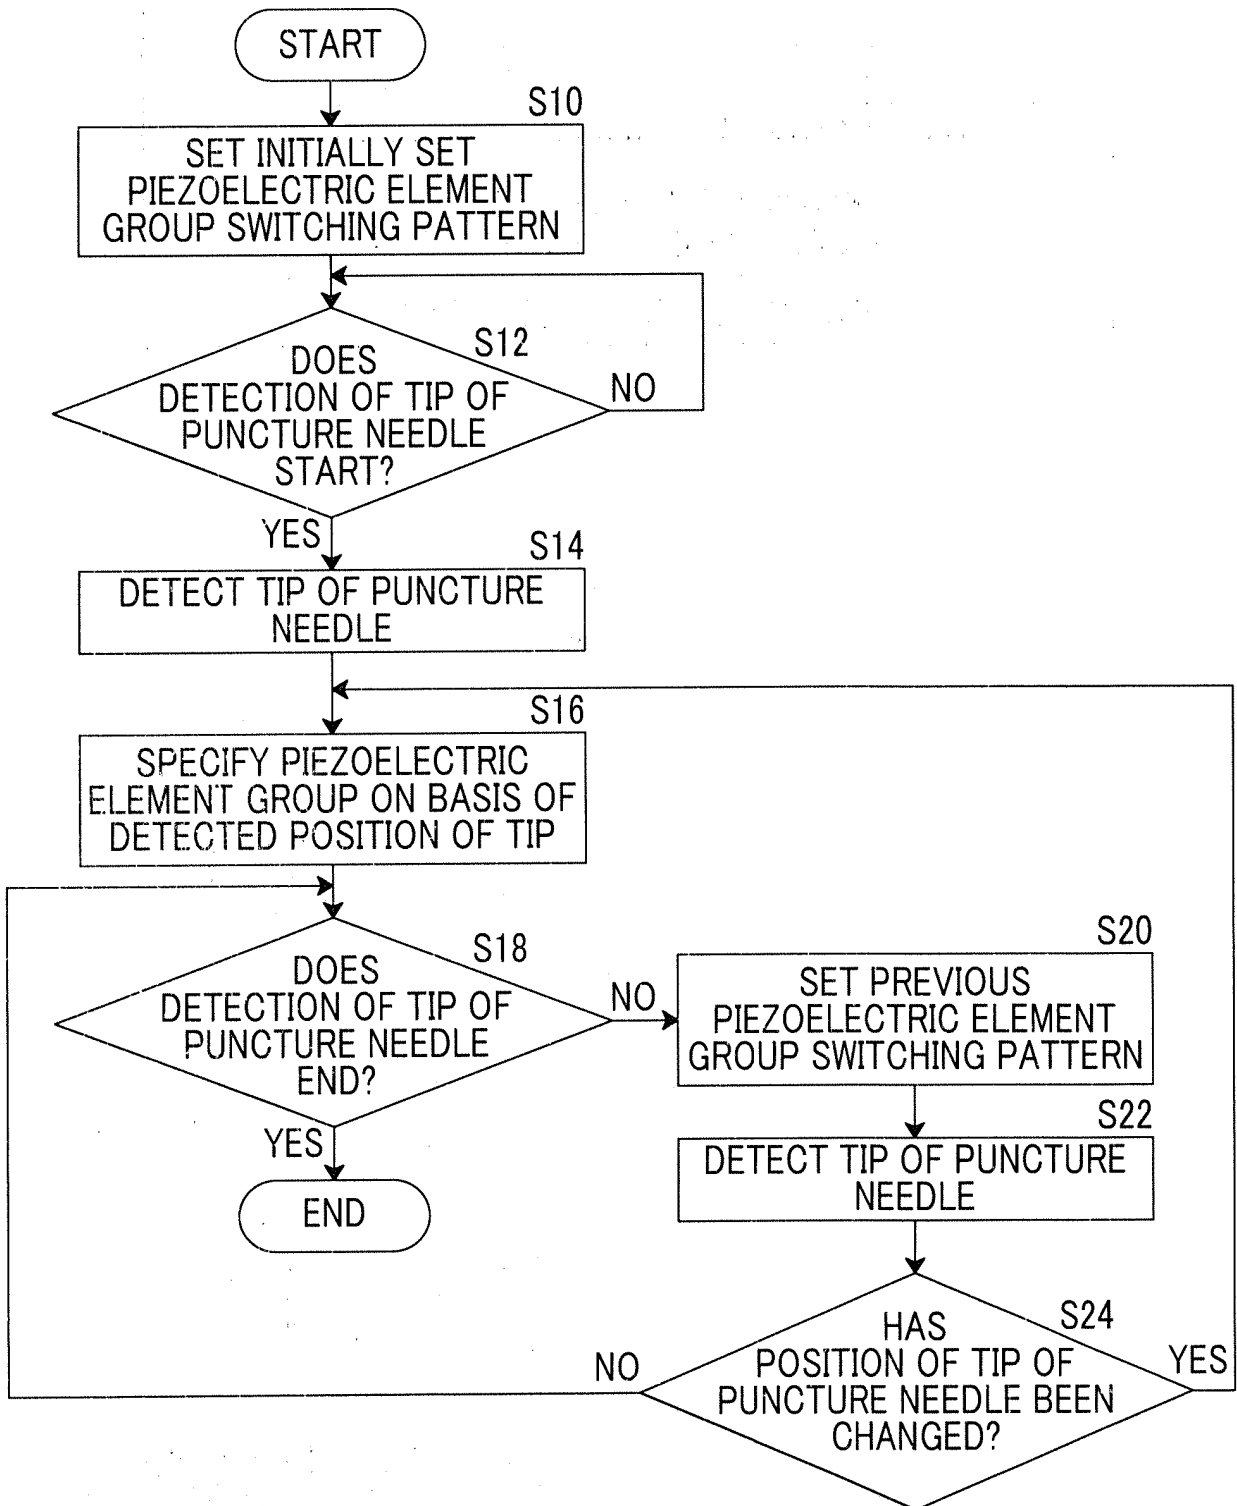 START
S10
SET INITIALLY SET
PIEZOELECTRIC ELEMENT
GROUP SWITCHING PATTERN
S12
DOES
DETECTION OF TIP OF
PUNCTURE NEEDLE
START?
NO
YES
S14
DETECT TIP OF PUNCTURE
NEEDLE
S16
SPECIFY PIEZOELECTRIC
ELEMENT GROUP ON BASIS OF
DETECTED POSITION OF TIP
S18
DOES
DETECTION OF TIP OF
PUNCTURE NEEDLE
END?
NO
YES
END
S20
SET PREVIOUS
PIEZOELECTRIC ELEMENT
GROUP SWITCHING PATTERN
S22
DETECT TIP OF PUNCTURE
NEEDLE
S24
HAS
POSITION OF TIP OF
PUNCTURE NEEDLE BEEN
CHANGED?
NO
YES